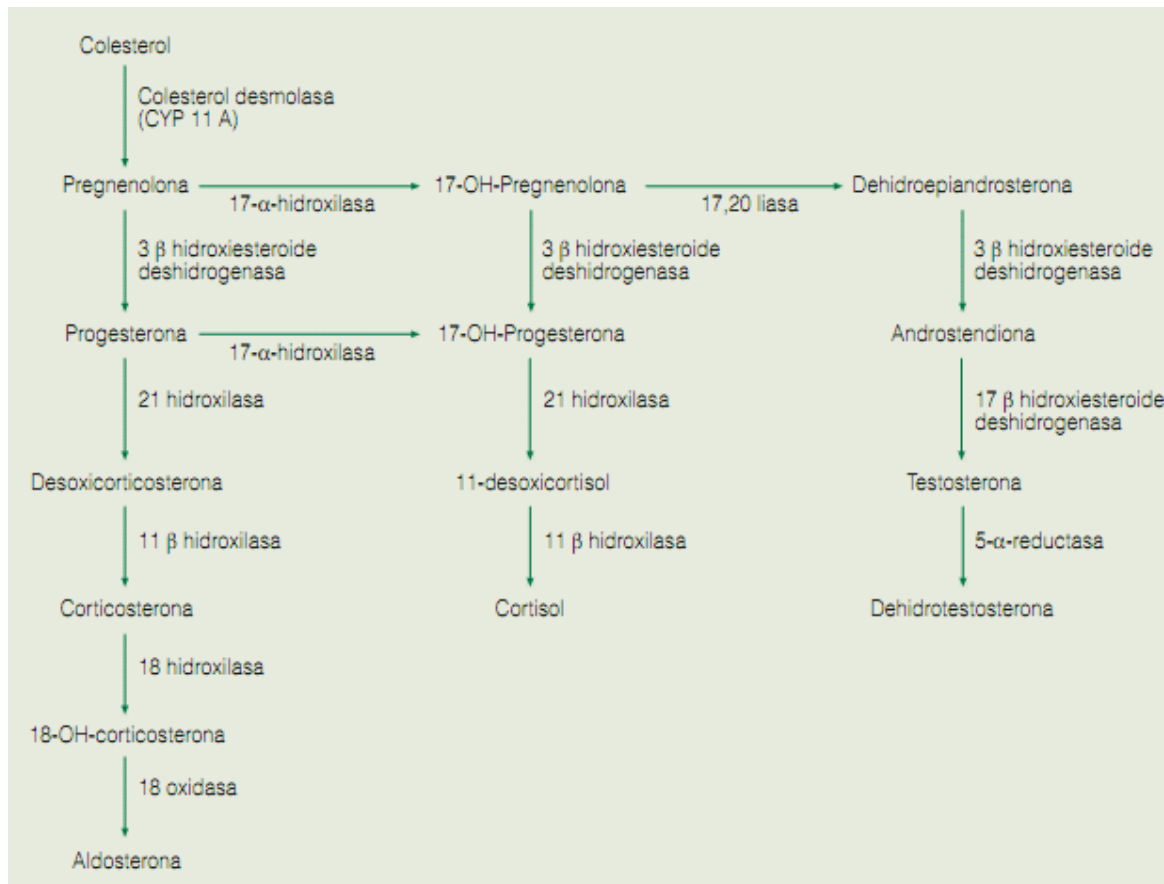 Colesterol
Colesterol desmolasa
(CYP 11 A)
Pregnenolona
17-α-hidroxilasa
17-OH-Pregnenolona
17,20 liasa
Dehidroepiandrosterona
3 β hidroxiesteroide
deshidrogenasa
3 β hidroxiesteroide
deshidrogenasa
3 β hidroxiesteroide
deshidrogenasa
Progesterona
17-α-hidroxilasa
17-OH-Progesterona
Androstendiona
21 hidroxilasa
21 hidroxilasa
17 β hidroxiesteroide
deshidrogenasa
Desoxicorticosterona
11-desoxicortisol
Testosterona
11 β hidroxilasa
11 β hidroxilasa
5-α-reductasa
Corticosterona
Cortisol
Dehidrotestosterona
18 hidroxilasa
18-OH-corticosterona
18 oxidasa
Aldosterona